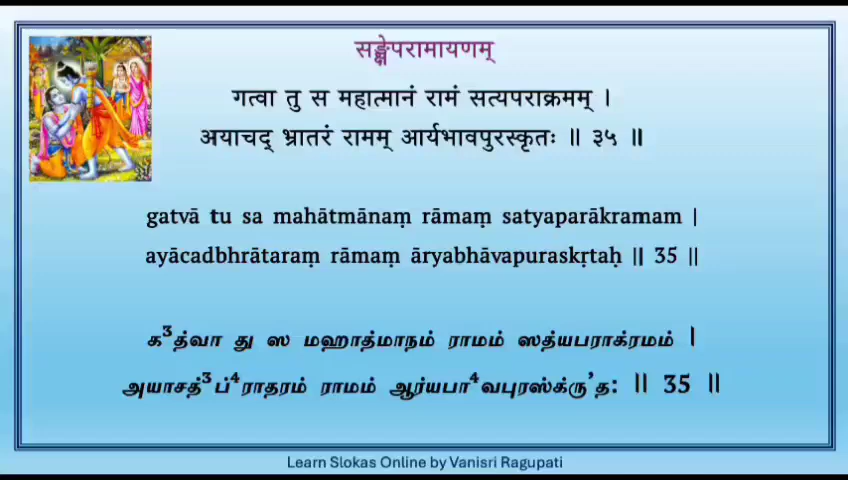 सङ्क्षेपरामायणम्
गत्वा तु स महात्मानं रामं सत्यपराक्रमम् ।
अयाचद् भ्रातरं रामम् आर्यभावपुरस्कृतः ॥ ३५ ॥
gatvā tu sa mahātmānaṃ rāmaṃ satyaparākramam |
ayācadbhrātaraṃ rāmaṃ āryabhāvapuraskṛtaḥ || 35 ||
க³த்வா து ஸ மஹாத்மாநம் ராமம் ஸத்யபராக்ரமம் |
அயாசத்³ப்⁴ராதரம் ராமம் ஆர்யபா⁴வபுரஸ்க்ரு’த: || 35 ||
Learn Slokas Online by Vanisri Ragupati